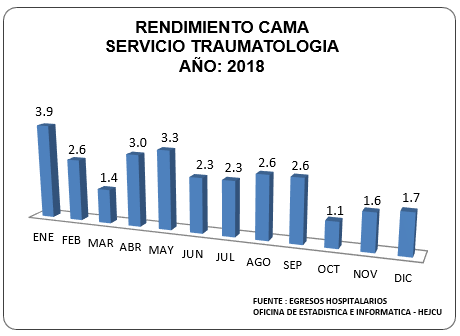 RENDIMIENTO CAMA
SERVICIO TRAUMATOLOGIA
AÑO: 2018
3.9
2.6
1.4
3.0
3.3
2.3
2.3
2.6
2.6
1.1
1.6
1.7
ENE
FEB
MAR
ABR
MAY
JUN
JUL
AGO
SEP
OCT
NOV
DIC
FUENTE : EGRESOS HOSPITALARIOS
OFICINA DE ESTADISTICA E INFORMATICA - HEJCU